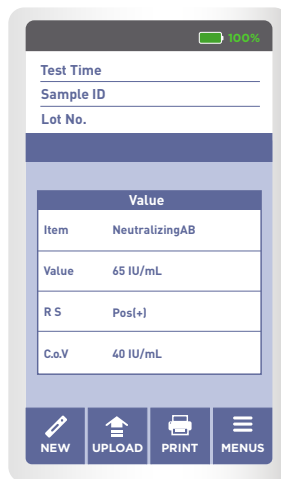 100%
Test Time
Sample ID
Lot No.
Value
Item NeutralizingAB
Value 65 IU/mL
R S Pos(+)
C.o.V 40 IU/mL
NEW UPLOAD PRINT MENUS